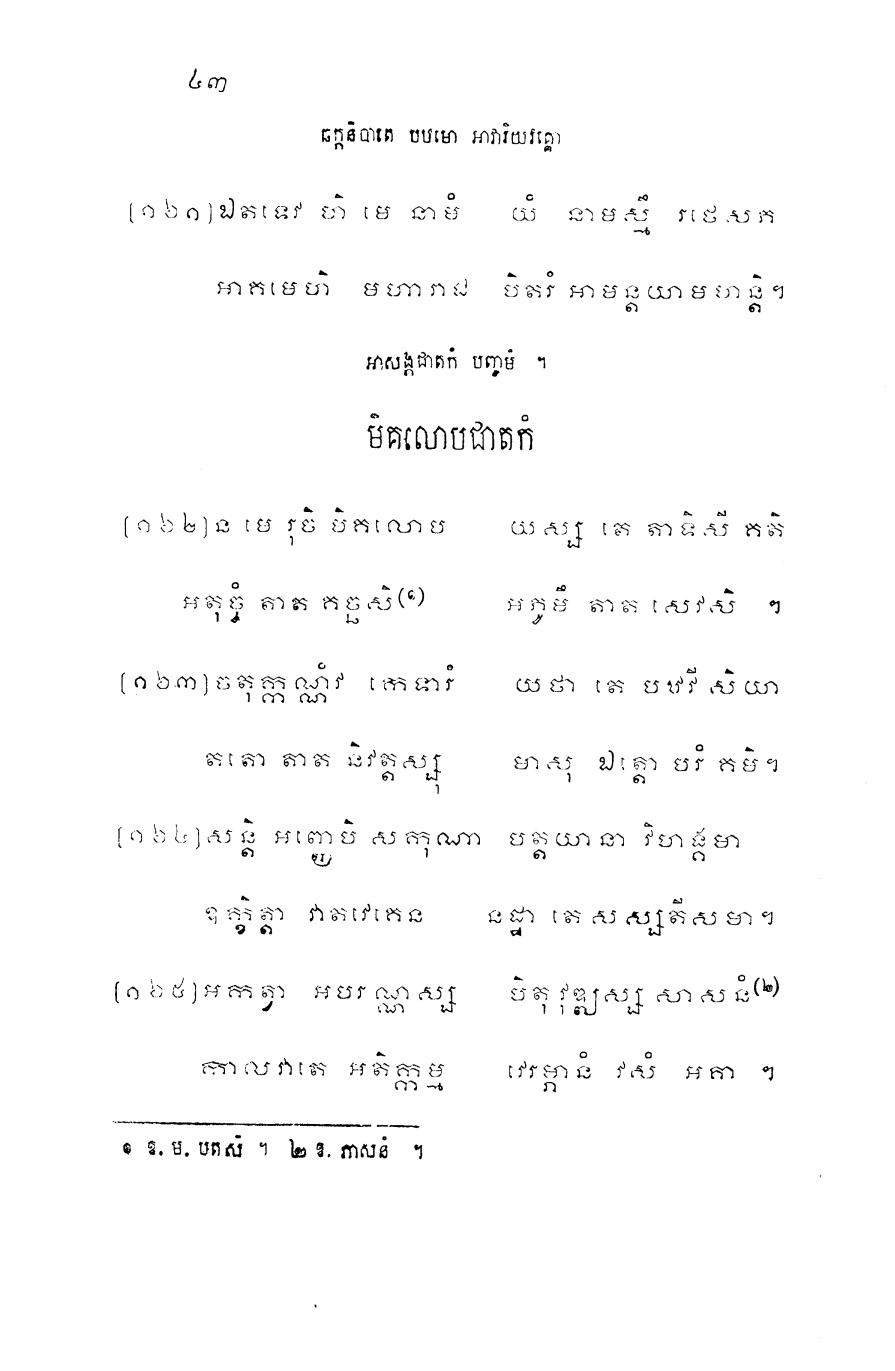 ៤៣
ឆក្កនិបាតេ បឋមោ អាវារិយវគ្គោ
(១៦១) ឯតទេវ ហិ មេ នាមំ យំ នាមស្មឹ រថេសភ
អាគមេហិ មហារាជ បិតរំ អាមន្តយាមហន្តិ។
អាសង្កជាតកំ បញ្ចមំ ។
មិគលោបជាតកំ
(១៦២) ន មេ រុចិ មិគលោប យស្ស តេ តាទិសី គតិ
អតុច្ចំ តាត គច្ឆសិ(១) អភូមឹ តាត សេវសិ ។
(១៦៣) ចតុក្កណ្ណំវ កេទារំ យថា តេ បឋវី សិយា
តតោ តាត និវត្តស្សុ មាសុ ឯត្តោ បរំ គមិ។
(១៦៤) សន្តិ អញ្ញេបិ សកុណា បត្តយានា វិហង្គមា
ឧក្ខិត្តា វាតវេគេន នដ្ឋា តេ សស្សតីសមា។
(១៦៥) អកត្វា អបរណ្ណស្ស បិតុ វុឌ្ឍស្ស សាសនំ(២)
កាលវាតេ អតិក្កម្ម វេរម្ភានំ វសំ អគា ។
១ ឱ. ម. បតសំ ។ ២ ឱ. ភាសនំ ។